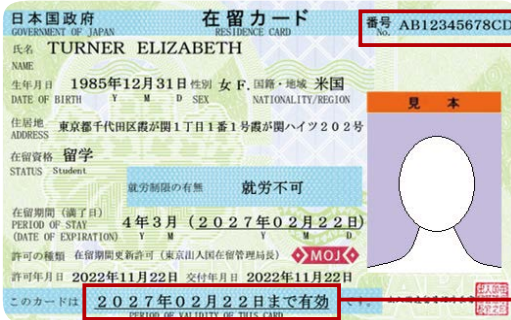 日本国政府 在留カード 番号 AB12345678CD
GOVERNMENT OF JAPAN RESIDENCE CARD No.
氏名 TURNER ELIZABETH
NAME
生年月日 1985年12月31日 性別 女 F. 国籍・地域 米国
DATE OF BIRTH Y M D SEX NATIONALITY/REGION
見本
住居地 東京都千代田区霞が関1丁目1番1号霞が関ハイツ202号
ADDRESS
在留資格 留学
STATUS Student
就労制限の有無 就労不可
在留期間(満了日) 4年3月(2027年02月22日)
PERIOD OF STAY
(DATE OF EXPIRATION) Y M Y M D
許可の種類 在留期間更新許可(東京出入国在留管理局長) MOJ
許可年月日 2022年11月22日 交付年月日 2022年11月22日
このカードは 2027年02月22日まで有効 です。
PERIOD OF VALIDITY OF THIS CARD